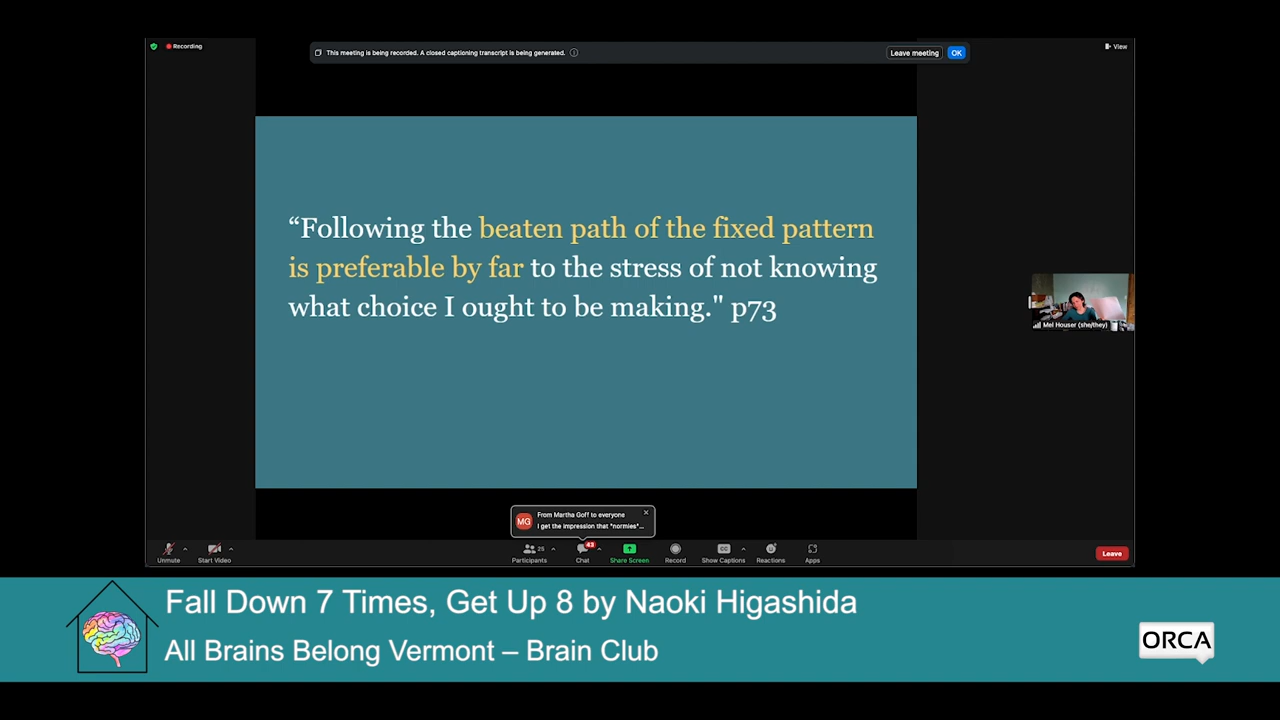 Recording
This meeting is being recorded. A closed captioning transcript is being generated.
Leave meeting
OK
View
“Following the beaten path of the fixed pattern
is preferable by far to the stress of not knowing
what choice I ought to be making." p73
Mel Houser (she/they)
MG
From Martha Goff to everyone
I get the impression that "normies"...
Unmute
Start Video
25
Participants
43
Chat
Share Screen
Record
CC
Show Captions
Reactions
Apps
Leave
Fall Down 7 Times, Get Up 8 by Naoki Higashida
All Brains Belong Vermont – Brain Club
ORCA